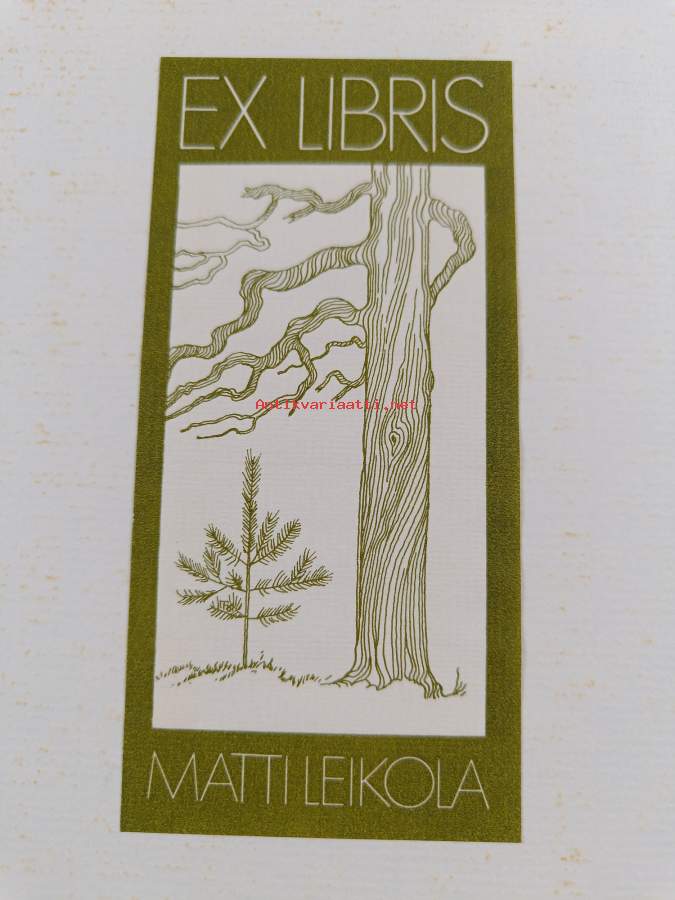 EX LIBRIS
Antikvariaatti.net
MATTI LEIKOLA